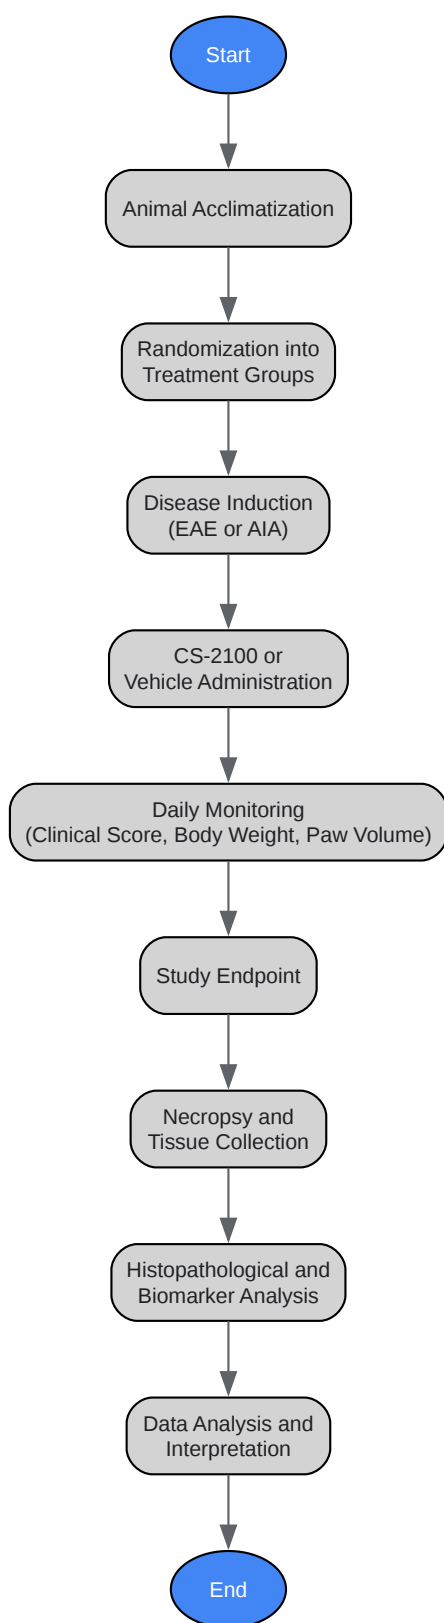 Start
Animal Acclimatization
Randomization into
Treatment Groups
Disease Induction
(EAE or AIA)
CS-2100 or
Vehicle Administration
Daily Monitoring
(Clinical Score, Body Weight, Paw Volume)
Study Endpoint
Necropsy and
Tissue Collection
Histopathological and
Biomarker Analysis
Data Analysis and
Interpretation
End